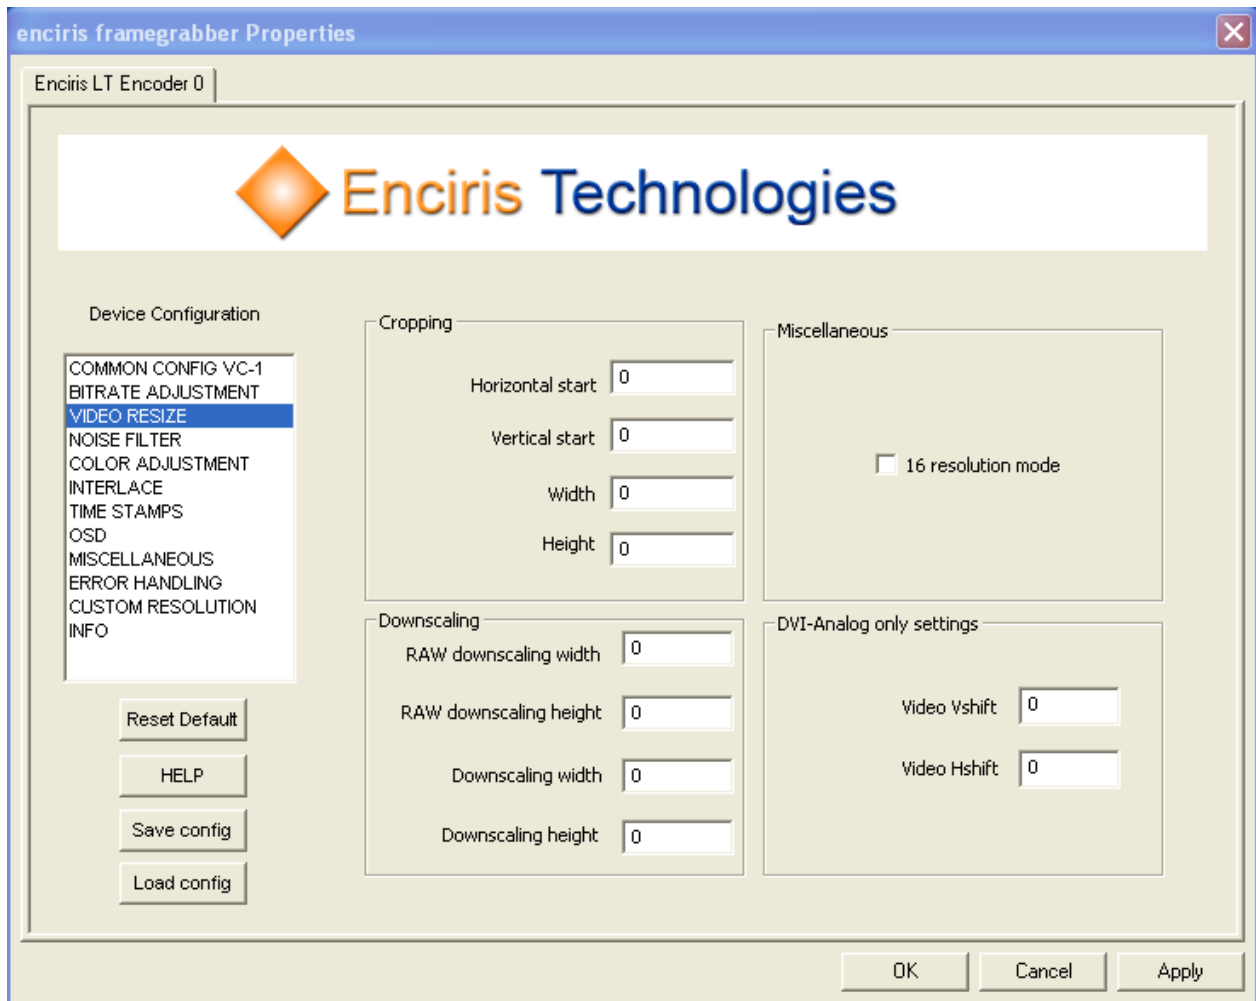 enciris framegrabber Properties
Enciris LT Encoder 0
Enciris Technologies
Device Configuration
COMMON CONFIG VC-1
BITRATE ADJUSTMENT
VIDEO RESIZE
NOISE FILTER
COLOR ADJUSTMENT
INTERLACE
TIME STAMPS
OSD
MISCELLANEOUS
ERROR HANDLING
CUSTOM RESOLUTION
INFO
Reset Default
HELP
Save config
Load config
Cropping
Horizontal start 0
Vertical start 0
Width 0
Height 0
Downscaling
RAW downscaling width 0
RAW downscaling height 0
Downscaling width 0
Downscaling height 0
Miscellaneous
16 resolution mode
DVI-Analog only settings
Video Vshift 0
Video Hshift 0
OK Cancel Apply